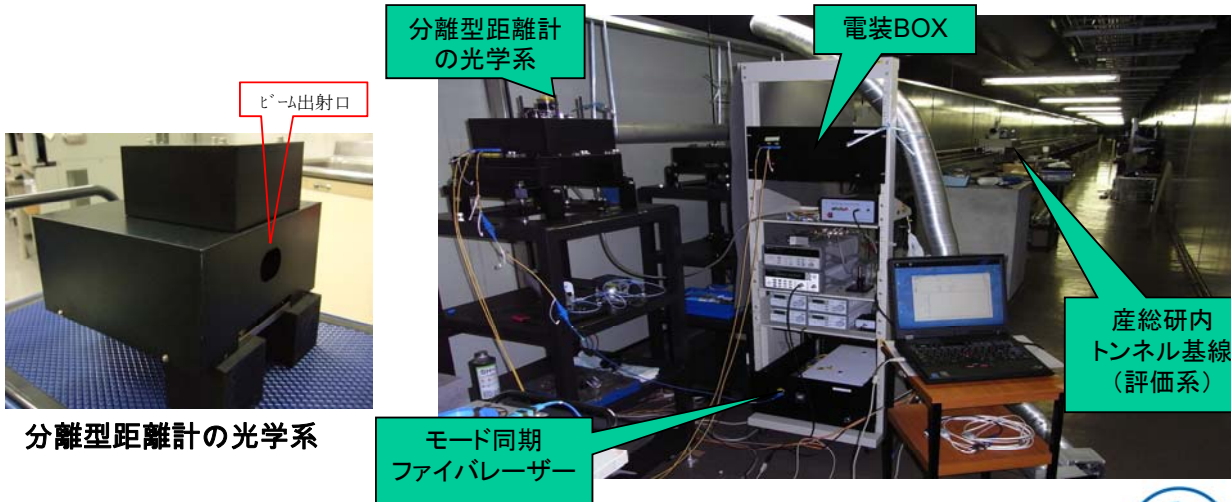 ビーム出射口
分離型距離計の光学系
分離型距離計
の光学系
電装BOX
産総研内
トンネル基線
(評価系)
モード同期
ファイバレーザー